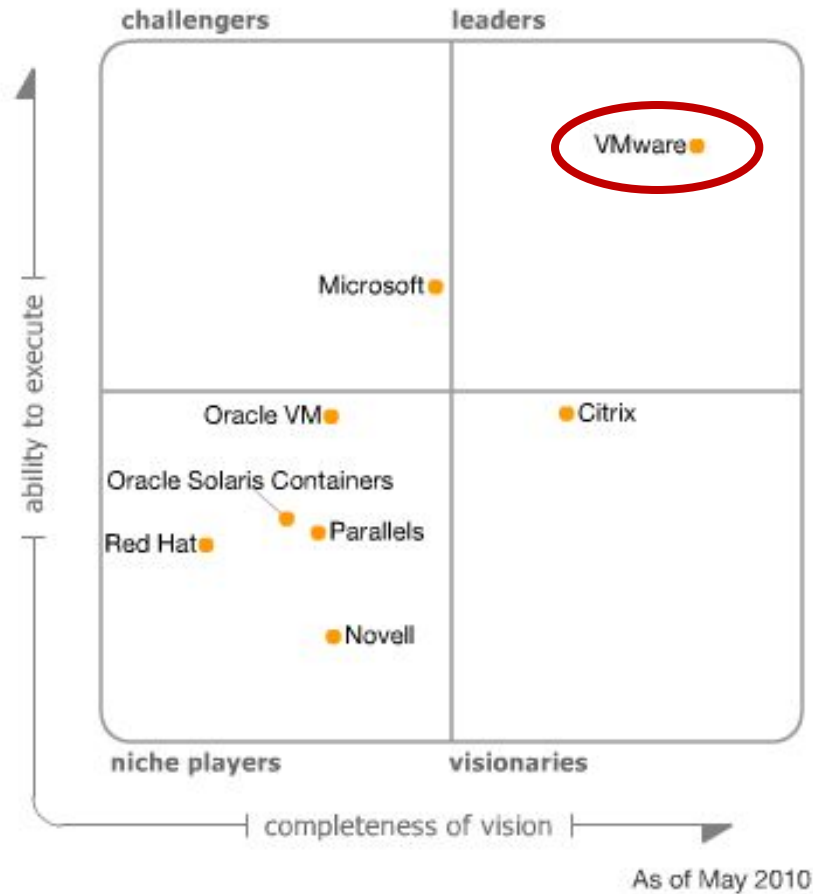 challengers
leaders
VMware
Microsoft
ability to execute
Oracle VM
Citrix
Oracle Solaris Containers
Parallels
Red Hat
Novell
niche players
visionaries
completeness of vision
As of May 2010